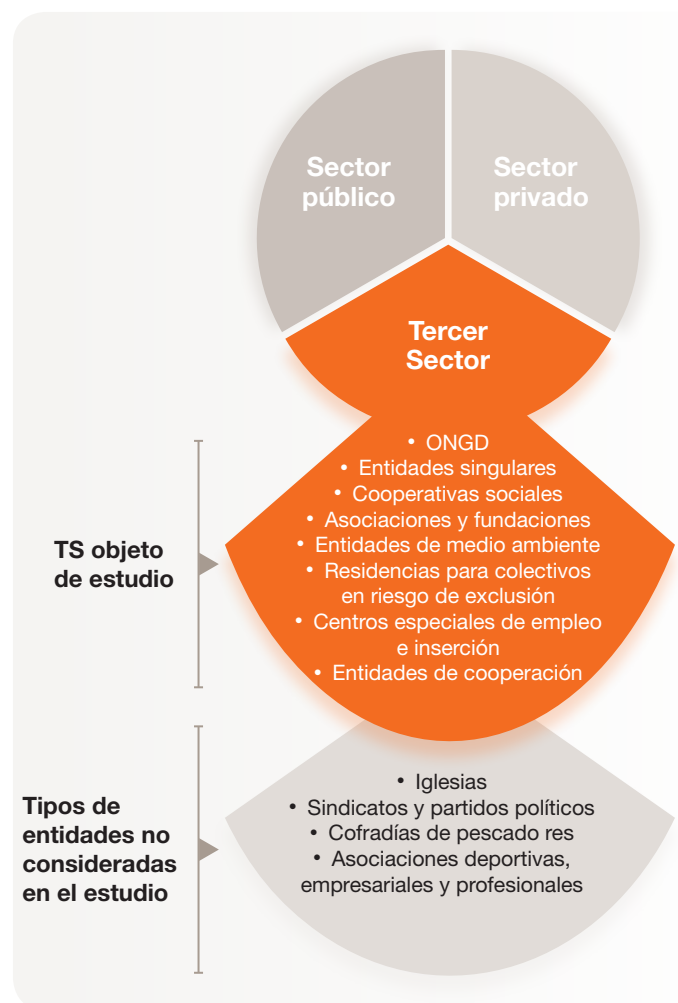 Sector
público
Sector
privado
Tercer
Sector
TS objeto
de estudio
• ONGD
• Entidades singulares
• Cooperativas sociales
• Asociaciones y fundaciones
• Entidades de medio ambiente
• Residencias para colectivos
en riesgo de exclusión
• Centros especiales de empleo
e inserción
• Entidades de cooperación
Tipos de
entidades no
consideradas
en el estudio
• Iglesias
• Sindicatos y partidos políticos
• Cofradías de pescado res
• Asociaciones deportivas,
empresariales y profesionales